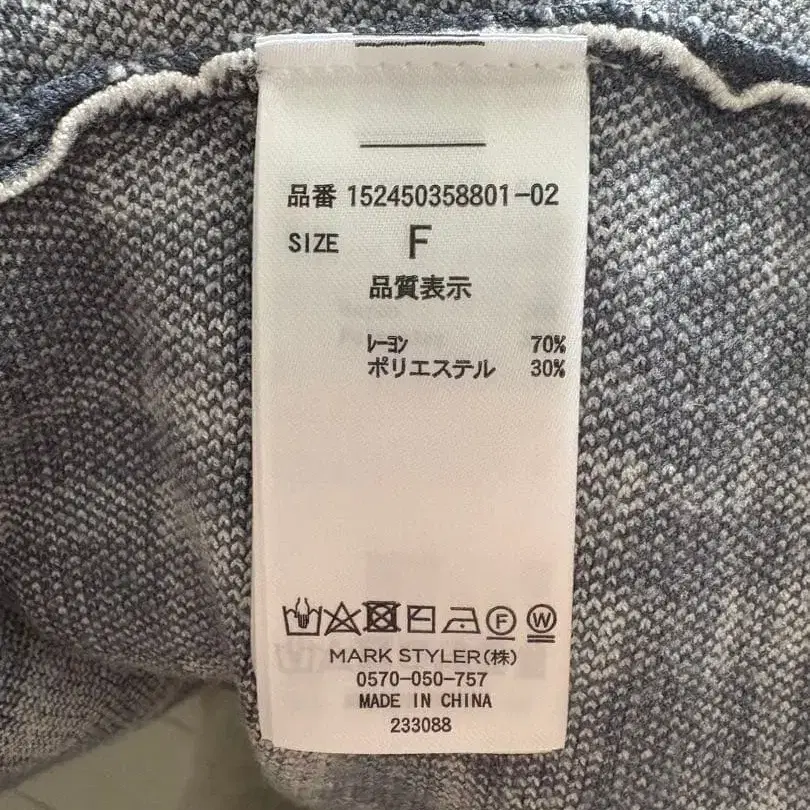 品番 152450358801-02
SIZE F
品質表示
レーヨン 70%
ポリエステル 30%
F W
MARK STYLER(株)
0570-050-757
MADE IN CHINA
233088